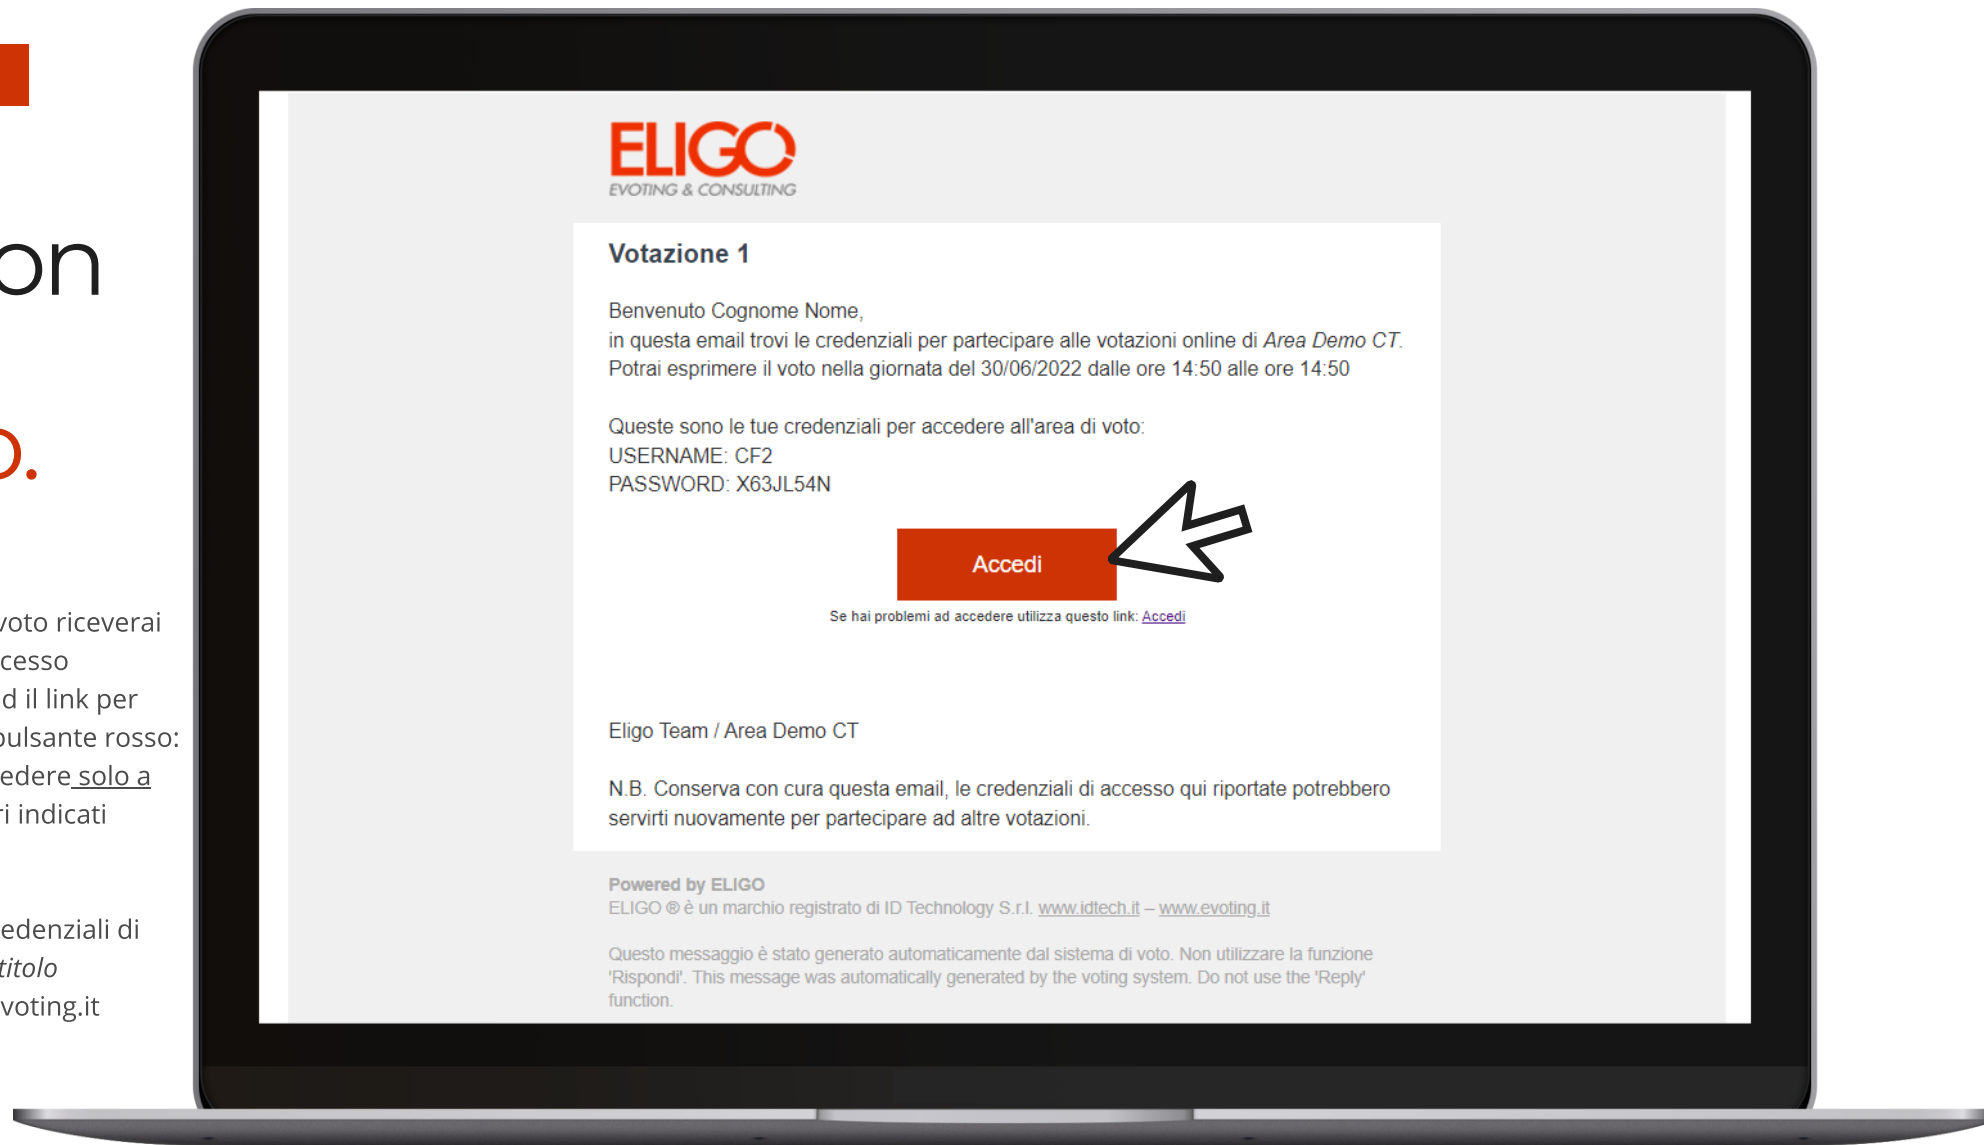 on
o.
voto riceverai
cesso
d il link per
pulsante rosso:
edere solo a
ri indicati
edenziali di
titolo
voting.it
ELIGO
EVOTING & CONSULTING
Votazione 1
Benvenuto Cognome Nome,
in questa email trovi le credenziali per partecipare alle votazioni online di Area Demo CT.
Potrai esprimere il voto nella giornata del 30/06/2022 dalle ore 14:50 alle ore 14:50
Queste sono le tue credenziali per accedere all'area di voto:
USERNAME: CF2
PASSWORD: X63JL54N
Accedi
Se hai problemi ad accedere utilizza questo link: Accedi
Eligo Team / Area Demo CT
N.B. Conserva con cura questa email, le credenziali di accesso qui riportate potrebbero
servirti nuovamente per partecipare ad altre votazioni.
Powered by ELIGO
ELIGO ® è un marchio registrato di ID Technology S.r.l. www.idtech.it – www.evoting.it
Questo messaggio è stato generato automaticamente dal sistema di voto. Non utilizzare la funzione
'Rispondi'. This message was automatically generated by the voting system. Do not use the 'Reply'
function.